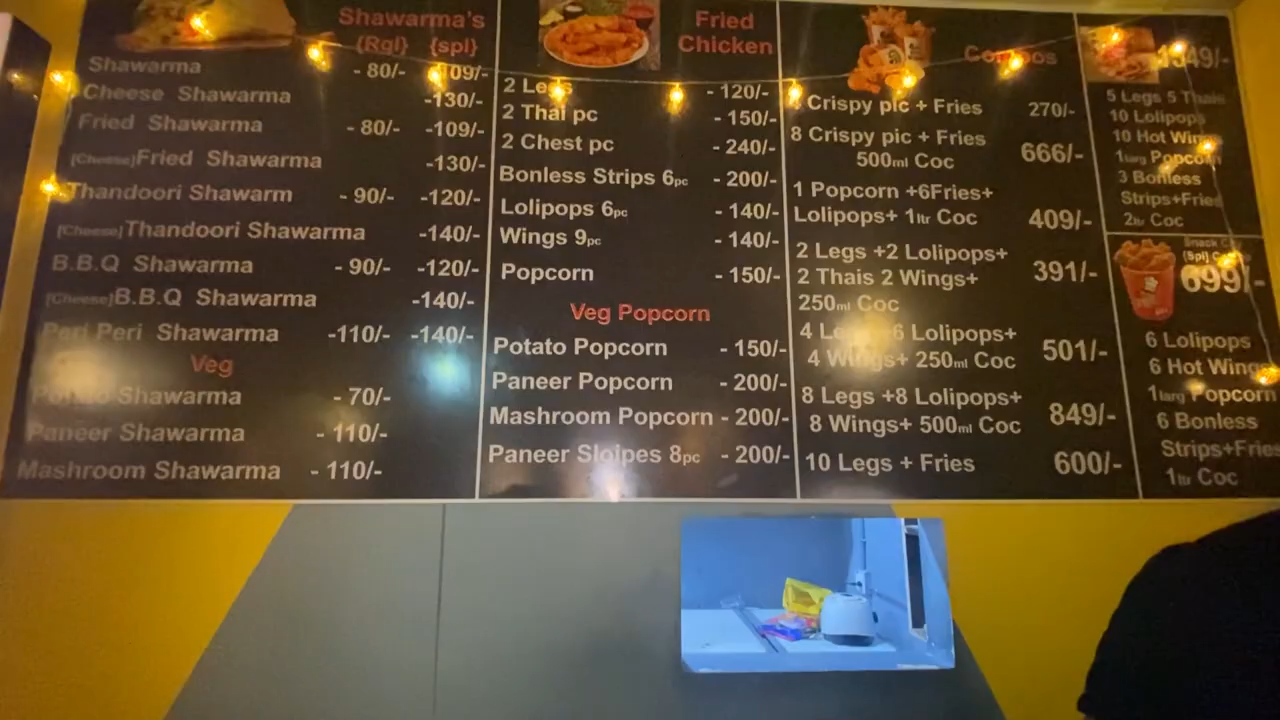 Shawarma's
{Rgl} {spl}
Shawarma - 80/- 109/-
Cheese Shawarma -130/-
Fried Shawarma - 80/- -109/-
[Cheese]Fried Shawarma -130/-
Thandoori Shawarm - 90/- -120/-
[Cheese]Thandoori Shawarma -140/-
B.B.Q Shawarma - 90/- -120/-
[Cheese]B.B.Q Shawarma -140/-
Peri Peri Shawarma -110/- -140/-
Veg
Potato Shawarma - 70/-
Paneer Shawarma - 110/-
Mashroom Shawarma - 110/-
Fried
Chicken
2 Legs - 120/-
2 Thai pc - 150/-
2 Chest pc - 240/-
Bonless Strips 6pc - 200/-
Lolipops 6pc - 140/-
Wings 9pc - 140/-
Popcorn - 150/-
Veg Popcorn
Potato Popcorn - 150/-
Paneer Popcorn - 200/-
Mashroom Popcorn - 200/-
Paneer Sloipes 8pc - 200/-
Combos
Crispy pic + Fries 270/-
8 Crispy pic + Fries
500ml Coc 666/-
1 Popcorn +6Fries+
Lolipops+ 1ltr Coc 409/-
2 Legs +2 Lolipops+
2 Thais 2 Wings+ 391/-
250ml Coc
4 Legs +6 Lolipops+
4 Wings+ 250ml Coc 501/-
8 Legs +8 Lolipops+
8 Wings+ 500ml Coc 849/-
10 Legs + Fries 600/-
5 Legs 5 Thais
10 Lolipops
10 Hot Wings
1larg Popcorn
3 Bonless
Strips+Fries
2ltr Coc
Snack
(Spl)
699/-
6 Lolipops
6 Hot Wings
1larg Popcorn
6 Bonless
Strips+Fries
1ltr Coc